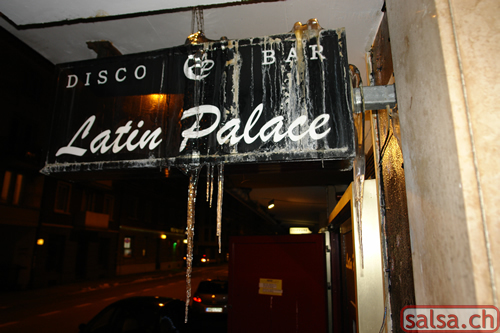 DISCO & BAR
Latin Palace
salsa.ch